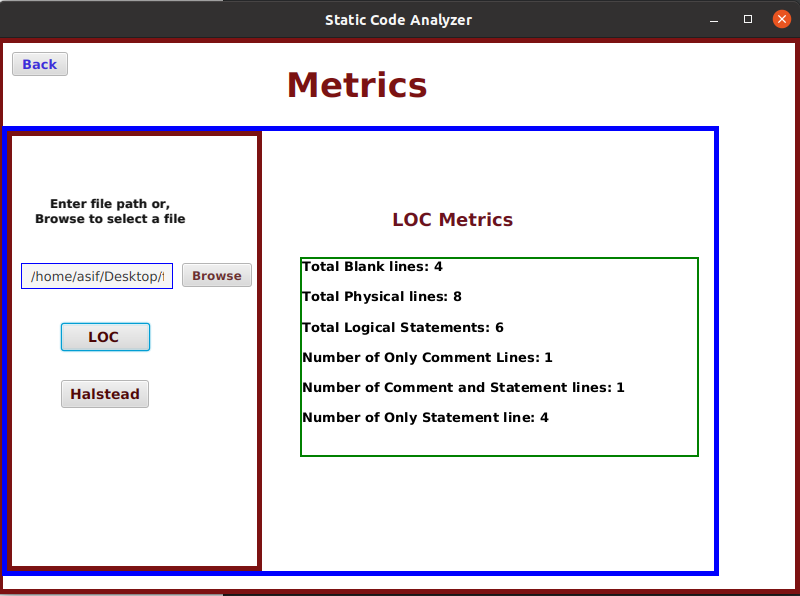 Static Code Analyzer
Back
Metrics
Enter file path or,
Browse to select a file
/home/asif/Desktop/
Browse
LOC
Halstead
LOC Metrics
Total Blank lines: 4
Total Physical lines: 8
Total Logical Statements: 6
Number of Only Comment Lines: 1
Number of Comment and Statement lines: 1
Number of Only Statement line: 4